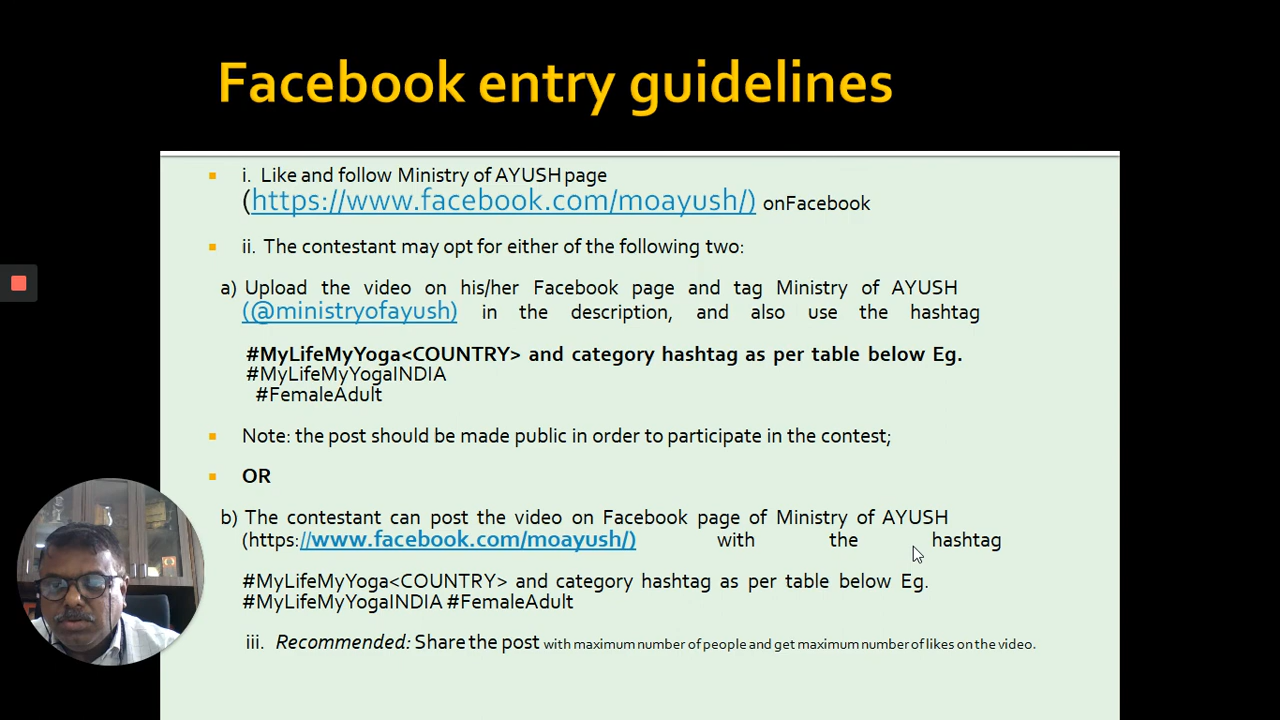 Facebook entry guidelines
i. Like and follow Ministry of AYUSH page
(https://www.facebook.com/moayush/) onFacebook
ii. The contestant may opt for either of the following two:
a) Upload the video on his/her Facebook page and tag Ministry of AYUSH
(@ministryofayush) in the description, and also use the hashtag
#MyLifeMyYoga<COUNTRY> and category hashtag as per table below Eg.
#MyLifeMyYogaINDIA
#FemaleAdult
Note: the post should be made public in order to participate in the contest;
OR
b) The contestant can post the video on Facebook page of Ministry of AYUSH
(https://www.facebook.com/moayush/) with the hashtag
#MyLifeMyYoga<COUNTRY> and category hashtag as per table below Eg.
#MyLifeMyYogaINDIA #FemaleAdult
iii. Recommended: Share the post with maximum number of people and get maximum number of likes on the video.